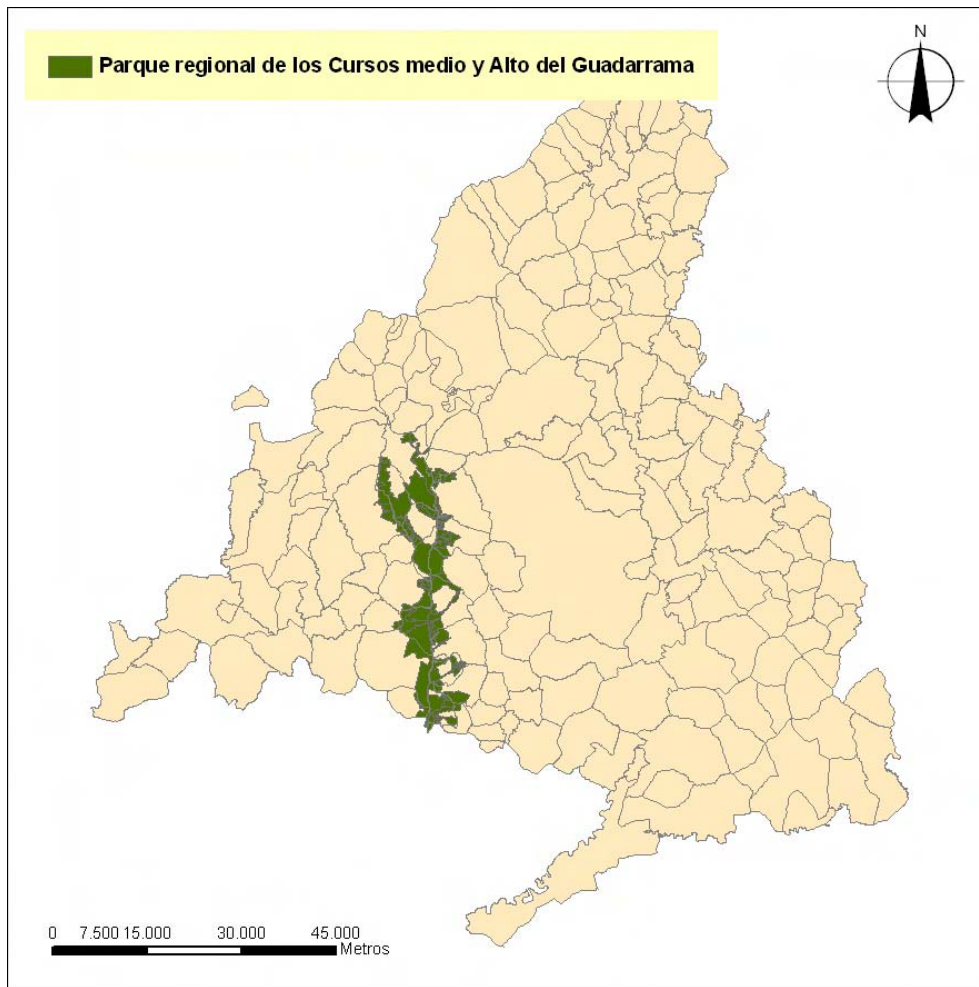 Parque regional de los Cursos medio y Alto del Guadarrama
N
0 7.500 15.000 30.000 45.000
Metros